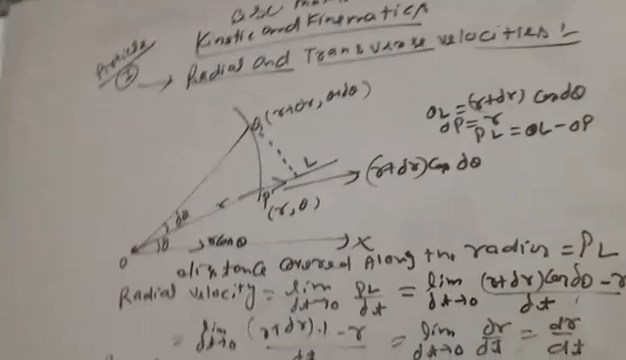 Kinetic and Kinematics
① → Radial and Transverse velocities :-
Q (r+dr, θ+dθ)
OL = (r+dr) cos dθ
OP = r
PL = OL - OP
L
(r+dr) cos dθ
r
P
(r, θ)
dθ
θ
O
X
distance covered Along the radius = PL
Radial velocity = lim dt→0 PL/dt = lim dt→0 (r+dr)cos dθ - r/dt
= lim dt→0 (r+dr).1 - r/dt = lim dt→0 dr/dt = dr/dt